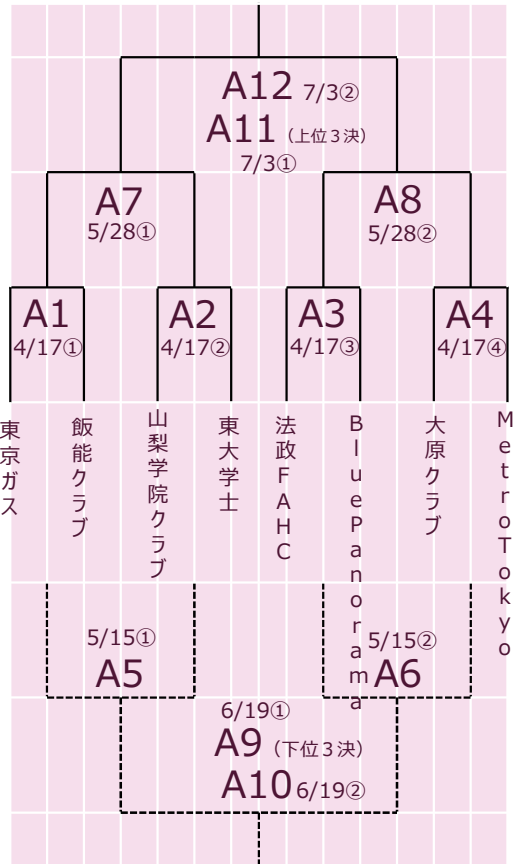 A12 7/3②
A11 (上位3決)
7/3①
A7
5/28①
A8
5/28②
A1
4/17①
A2
4/17②
A3
4/17③
A4
4/17④
東京ガス
飯能クラブ
山梨学院クラブ
東大学士
法政FAHC
BluePanorama
大原クラブ
MetroTokyo
5/15①
A5
5/15②
A6
6/19①
A9 (下位3決)
A10 6/19②